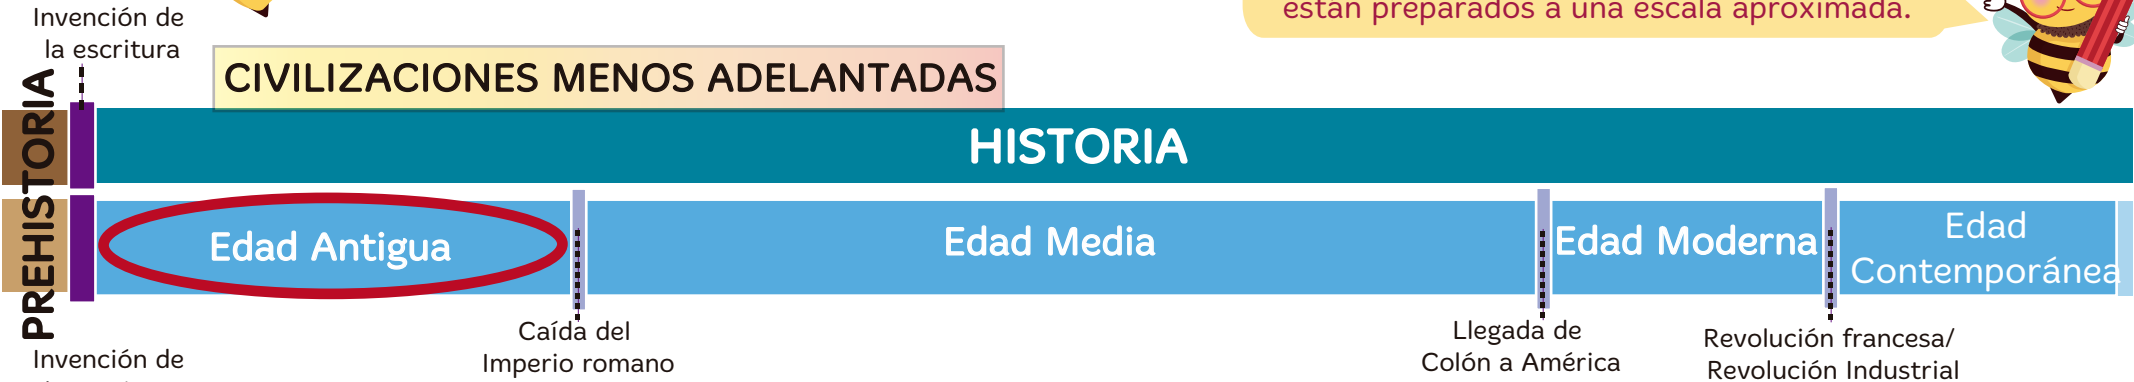 están preparados a una escala aproximada.
Invención de
la escritura
CIVILIZACIONES MENOS ADELANTADAS
PREHISTORIA
HISTORIA
Edad Antigua
Edad Media
Edad Moderna
Edad
Contemporánea
Caída del
Imperio romano
Llegada de
Colón a América
Revolución francesa/
Revolución Industrial
Invención de